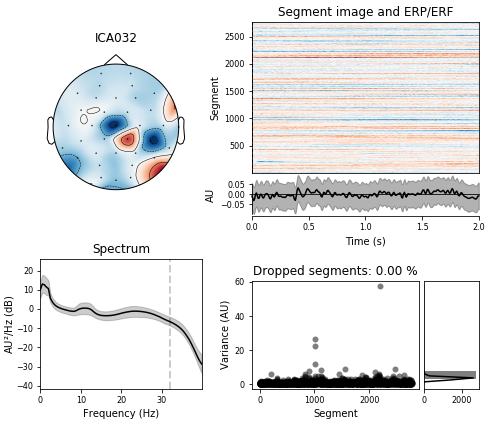 ICA032
Segment image and ERP/ERF
Segment
2500
2000
1500
1000
500
AU
0.05
0.00
−0.05
0.0 0.5 1.0 1.5 2.0
Time (s)
Spectrum
AU²/Hz (dB)
20
10
0
−10
−20
−30
−40
0 10 20 30
Frequency (Hz)
Dropped segments: 0.00 %
Variance (AU)
60
40
20
0
0 1000 2000
Segment
0 2000